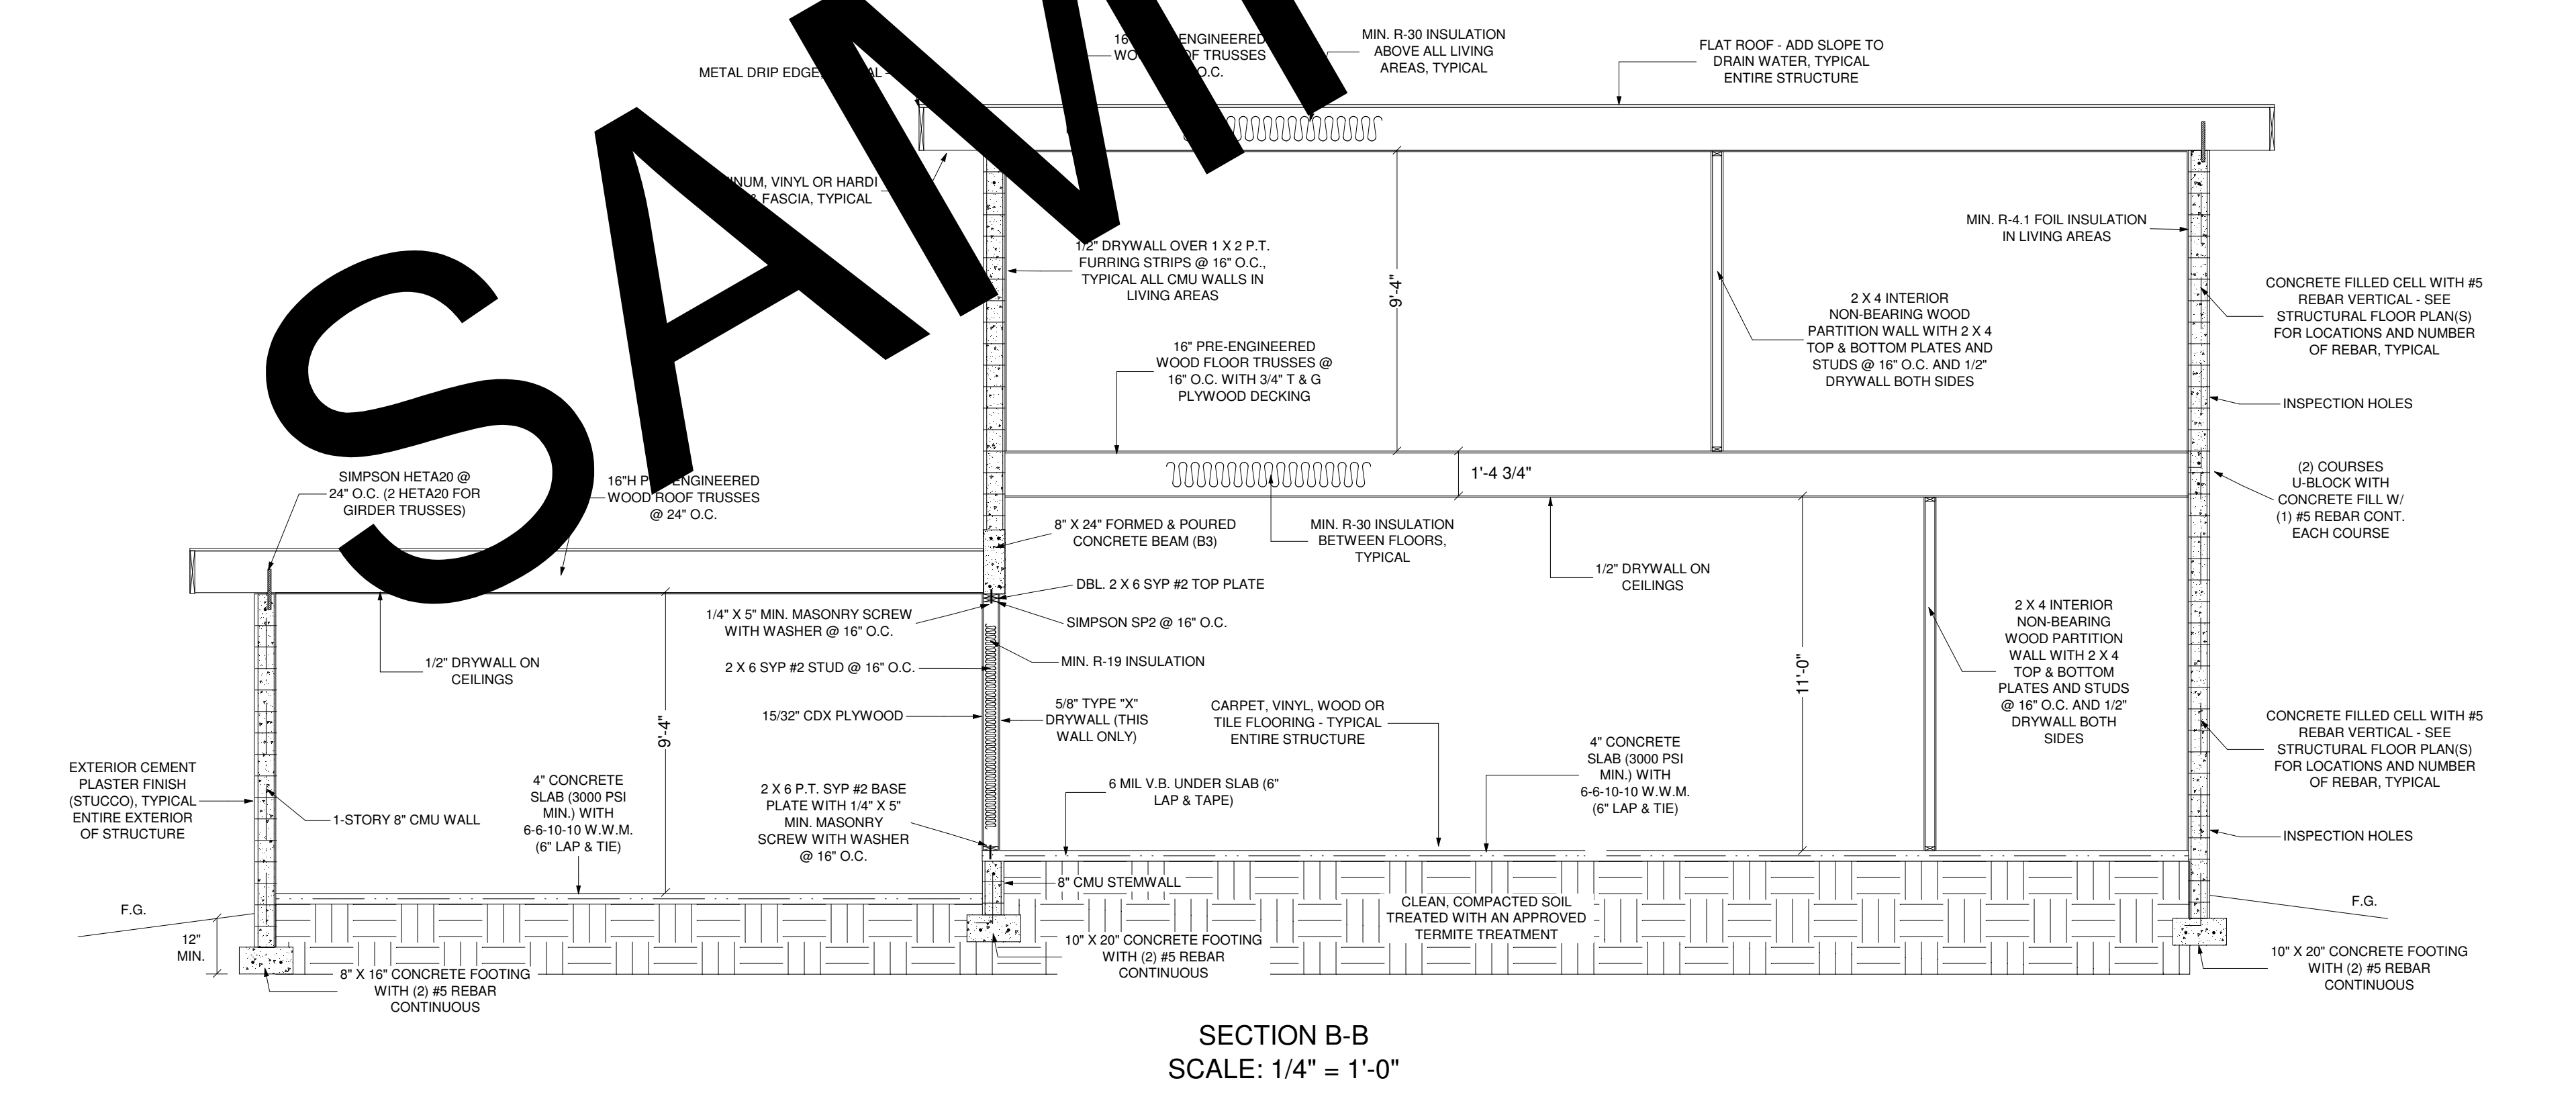 SAM
16
ENGINEERED
WO
OF TRUSSES
O.C.
MIN. R-30 INSULATION
ABOVE ALL LIVING
AREAS, TYPICAL
FLAT ROOF - ADD SLOPE TO
DRAIN WATER, TYPICAL
ENTIRE STRUCTURE
METAL DRIP EDGE
VINYL OR HARDI
FASCIA, TYPICAL
MIN. R-4.1 FOIL INSULATION
IN LIVING AREAS
1/2" DRYWALL OVER 1 X 2 P.T.
FURRING STRIPS @ 16" O.C.,
TYPICAL ALL CMU WALLS IN
LIVING AREAS
9'-4"
2 X 4 INTERIOR
NON-BEARING WOOD
PARTITION WALL WITH 2 X 4
TOP & BOTTOM PLATES AND
STUDS @ 16" O.C. AND 1/2"
DRYWALL BOTH SIDES
CONCRETE FILLED CELL WITH #5
REBAR VERTICAL - SEE
STRUCTURAL FLOOR PLAN(S)
FOR LOCATIONS AND NUMBER
OF REBAR, TYPICAL
16" PRE-ENGINEERED
WOOD FLOOR TRUSSES @
16" O.C. WITH 3/4" T & G
PLYWOOD DECKING
INSPECTION HOLES
SIMPSON HETA20 @
24" O.C. (2 HETA20 FOR
GIRDER TRUSSES)
16"H P ENGINEERED
WOOD ROOF TRUSSES
@ 24" O.C.
1'-4 3/4"
(2) COURSES
U-BLOCK WITH
CONCRETE FILL W/
(1) #5 REBAR CONT.
EACH COURSE
8" X 24" FORMED & POURED
CONCRETE BEAM (B3)
MIN. R-30 INSULATION
BETWEEN FLOORS,
TYPICAL
1/2" DRYWALL ON
CEILINGS
DBL. 2 X 6 SYP #2 TOP PLATE
1/4" X 5" MIN. MASONRY SCREW
WITH WASHER @ 16" O.C.
SIMPSON SP2 @ 16" O.C.
1/2" DRYWALL ON
CEILINGS
2 X 6 SYP #2 STUD @ 16" O.C.
MIN. R-19 INSULATION
11'-0"
2 X 4 INTERIOR
NON-BEARING
WOOD PARTITION
WALL WITH 2 X 4
TOP & BOTTOM
PLATES AND STUDS
@ 16" O.C. AND 1/2"
DRYWALL BOTH
SIDES
9'-4"
15/32" CDX PLYWOOD
5/8" TYPE "X"
DRYWALL (THIS
WALL ONLY)
CARPET, VINYL, WOOD OR
TILE FLOORING - TYPICAL
ENTIRE STRUCTURE
4" CONCRETE
SLAB (3000 PSI
MIN.) WITH
6-6-10-10 W.W.M.
(6" LAP & TIE)
CONCRETE FILLED CELL WITH #5
REBAR VERTICAL - SEE
STRUCTURAL FLOOR PLAN(S)
FOR LOCATIONS AND NUMBER
OF REBAR, TYPICAL
EXTERIOR CEMENT
PLASTER FINISH
(STUCCO), TYPICAL
ENTIRE EXTERIOR
OF STRUCTURE
1-STORY 8" CMU WALL
4" CONCRETE
SLAB (3000 PSI
MIN.) WITH
6-6-10-10 W.W.M.
(6" LAP & TIE)
2 X 6 P.T. SYP #2 BASE
PLATE WITH 1/4" X 5"
MIN. MASONRY
SCREW WITH WASHER
@ 16" O.C.
6 MIL V.B. UNDER SLAB (6"
LAP & TAPE)
INSPECTION HOLES
8" CMU STEMWALL
F.G.
12"
MIN.
CLEAN, COMPACTED SOIL
TREATED WITH AN APPROVED
TERMITE TREATMENT
F.G.
8" X 16" CONCRETE FOOTING
WITH (2) #5 REBAR
CONTINUOUS
10" X 20" CONCRETE FOOTING
WITH (2) #5 REBAR
CONTINUOUS
10" X 20" CONCRETE FOOTING
WITH (2) #5 REBAR
CONTINUOUS
SECTION B-B
SCALE: 1/4" = 1'-0"